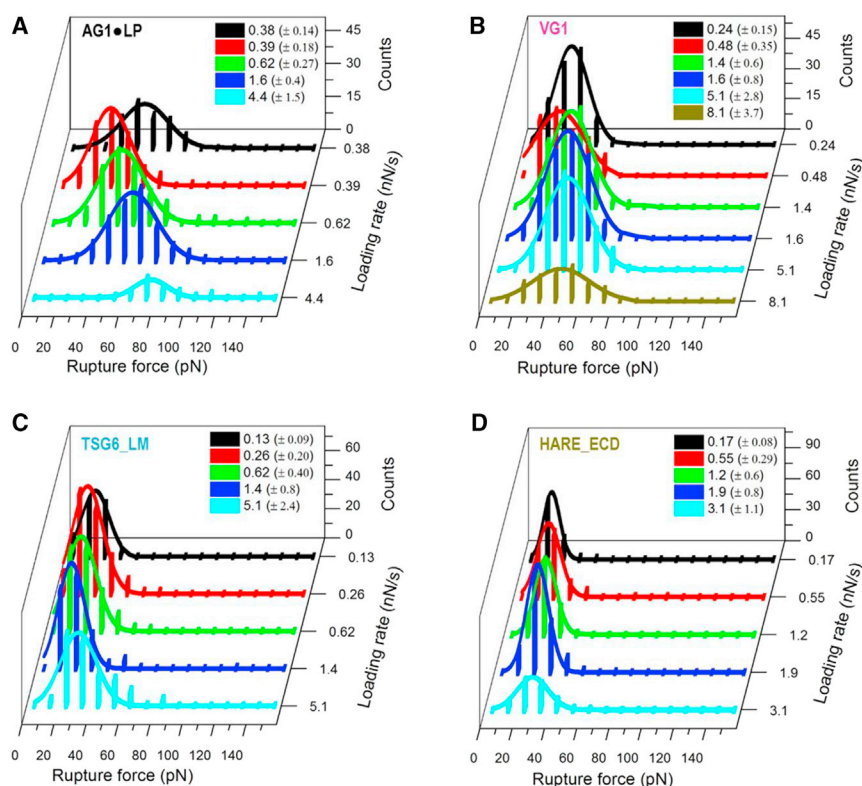 A
AG1●LP
0.38 (± 0.14)
0.39 (± 0.18)
0.62 (± 0.27)
1.6 (± 0.4)
4.4 (± 1.5)
45
30
15
0
Counts
0.38
0.39
0.62
1.6
4.4
Loading rate (nN/s)
0 20 40 60 80 100 120 140
Rupture force (pN)
B
VG1
0.24 (± 0.15)
0.48 (± 0.35)
1.4 (± 0.6)
1.6 (± 0.8)
5.1 (± 2.8)
8.1 (± 3.7)
45
30
15
0
Counts
0.24
0.48
1.4
1.6
5.1
8.1
Loading rate (nN/s)
0 20 40 60 80 100 120 140
Rupture force (pN)
C
TSG6_LM
0.13 (± 0.09)
0.26 (± 0.20)
0.62 (± 0.40)
1.4 (± 0.8)
5.1 (± 2.4)
60
40
20
0
Counts
0.13
0.26
0.62
1.4
5.1
Loading rate (nN/s)
0 20 40 60 80 100 120 140
Rupture force (pN)
D
HARE_ECD
0.17 (± 0.08)
0.55 (± 0.29)
1.2 (± 0.6)
1.9 (± 0.8)
3.1 (± 1.1)
90
60
30
0
Counts
0.17
0.55
1.2
1.9
3.1
Loading rate (nN/s)
0 20 40 60 80 100 120 140
Rupture force (pN)